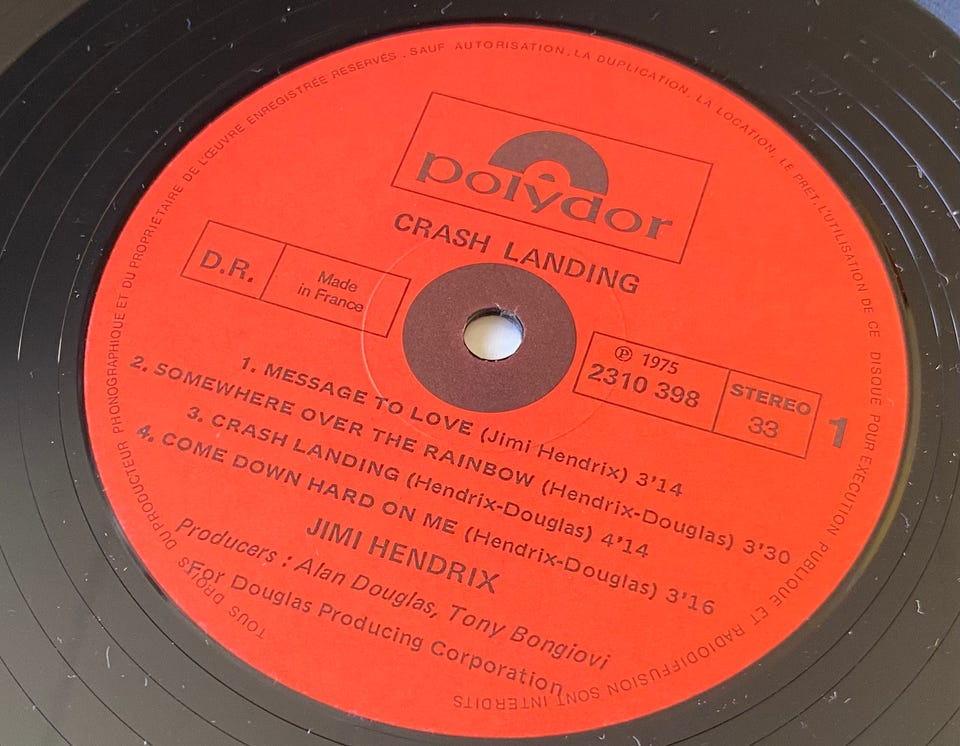 TOUS DROITS DU PRODUCTEUR PHONOGRAPHIQUE ET DU PROPRIETAIRE DE L'ŒUVRE ENREGISTRÉE RESERVÉS . SAUF AUTORISATION . LA DUPLICATION , LA LOCATION , LE PRET , L'UTILISATION DE CE DISQUE POUR EXECUTION PUBLIQUE ET RADIODIFFUSION SONT INTERDITS
polydor
CRASH LANDING
D.R.
Made
in France
℗ 1975
2310 398
STEREO
33
1
1. MESSAGE TO LOVE (Jimi Hendrix) 3'14
2. SOMEWHERE OVER THE RAINBOW (Hendrix-Douglas) 3'30
3. CRASH LANDING (Hendrix-Douglas) 4'14
4. COME DOWN HARD ON ME (Hendrix-Douglas) 3'16
JIMI HENDRIX
Producers : Alan Douglas, Tony Bongiovi
For Douglas Producing Corporation